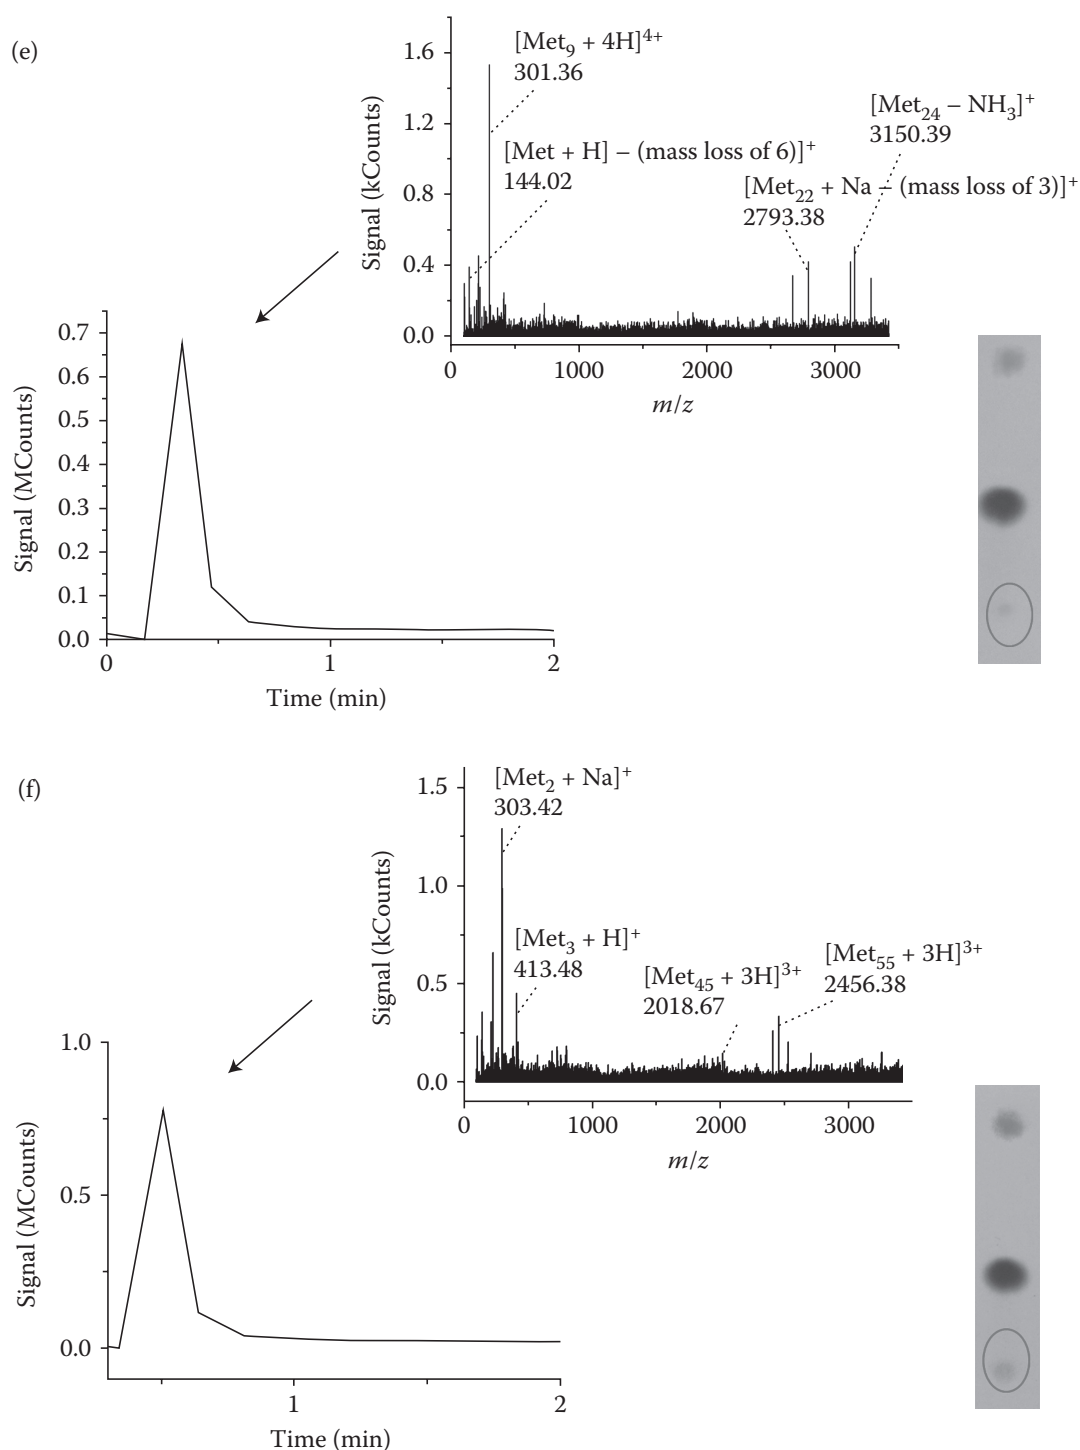 (e)
[Met₉ + 4H]⁴⁺
301.36
[Met + H] – (mass loss of 6)]⁺
144.02
[Met₂₄ – NH₃]⁺
3150.39
[Met₂₂ + Na – (mass loss of 3)]⁺
2793.38
Signal (kCounts)
1.6
1.2
0.8
0.4
0.0
0 1000 2000 3000
m/z
Signal (MCounts)
0.7
0.6
0.5
0.4
0.3
0.2
0.1
0.0
0 1 2
Time (min)
(f)
[Met₂ + Na]⁺
303.42
[Met₃ + H]⁺
413.48
[Met₄₅ + 3H]³⁺
2018.67
[Met₅₅ + 3H]³⁺
2456.38
Signal (kCounts)
1.5
1.0
0.5
0.0
0 1000 2000 3000
m/z
Signal (MCounts)
1.0
0.5
0.0
1 2
Time (min)